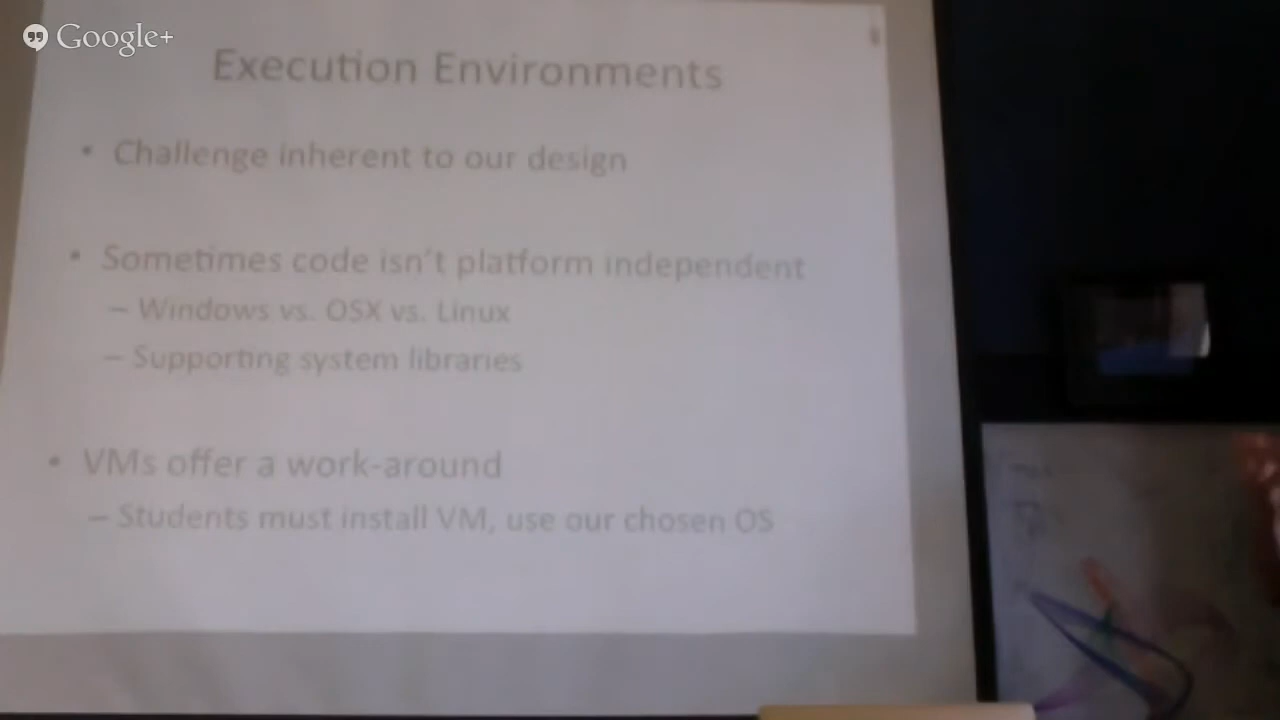 Google+
Execution Environments
• Challenge inherent to our design
• Sometimes code isn't platform independent
– Windows vs. OSX vs. Linux
– Supporting system libraries
• VMs offer a work-around
– Students must install VM, use our chosen OS